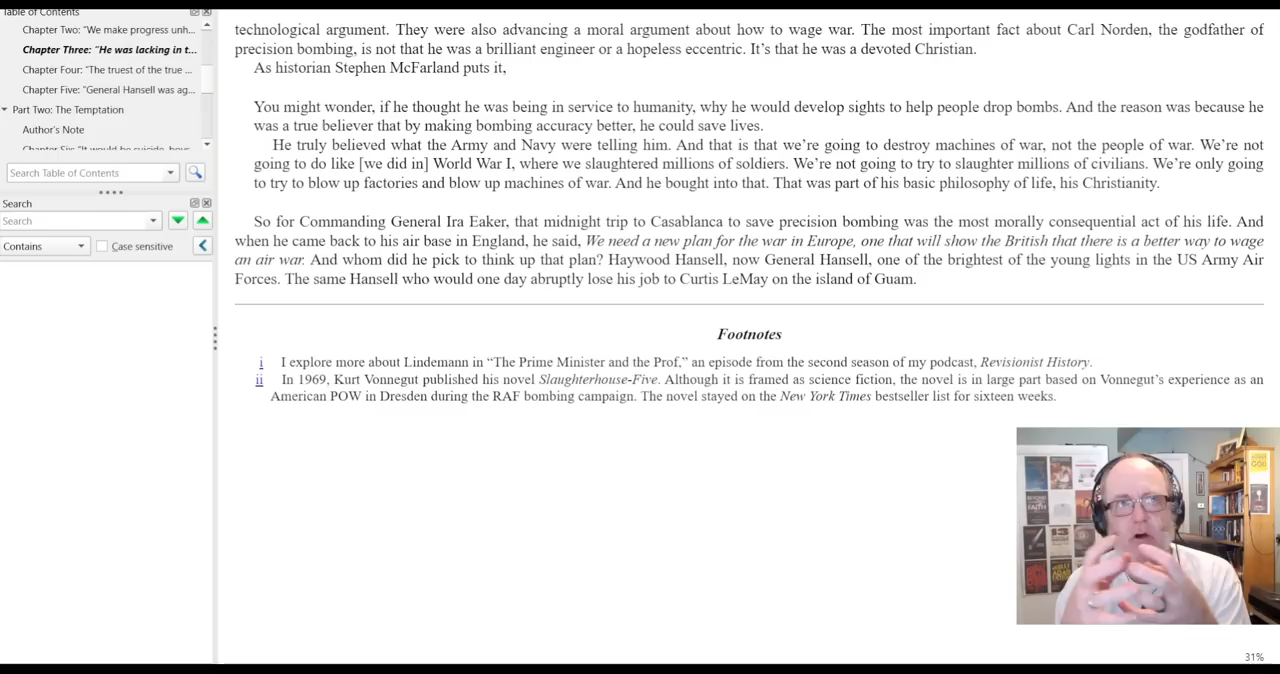 Table of Contents
Chapter Two: "We make progress unh...
Chapter Three: "He was lacking in t...
Chapter Four: "The truest of the true ...
Chapter Five: "General Hansell was ag...
Part Two: The Temptation
Author's Note
Chapter Six: "It would be suicide, boys
Search Table of Contents
Search
Search
Contains
Case sensitive
technological argument. They were also advancing a moral argument about how to wage war. The most important fact about Carl Norden, the godfather of
precision bombing, is not that he was a brilliant engineer or a hopeless eccentric. It's that he was a devoted Christian.
As historian Stephen McFarland puts it,
You might wonder, if he thought he was being in service to humanity, why he would develop sights to help people drop bombs. And the reason was because he
was a true believer that by making bombing accuracy better, he could save lives.
He truly believed what the Army and Navy were telling him. And that is that we're going to destroy machines of war, not the people of war. We're not
going to do like [we did in] World War I, where we slaughtered millions of soldiers. We're not going to try to slaughter millions of civilians. We're only going
to try to blow up factories and blow up machines of war. And he bought into that. That was part of his basic philosophy of life, his Christianity.
So for Commanding General Ira Eaker, that midnight trip to Casablanca to save precision bombing was the most morally consequential act of his life. And
when he came back to his air base in England, he said, We need a new plan for the war in Europe, one that will show the British that there is a better way to wage
an air war. And whom did he pick to think up that plan? Haywood Hansell, now General Hansell, one of the brightest of the young lights in the US Army Air
Forces. The same Hansell who would one day abruptly lose his job to Curtis LeMay on the island of Guam.
Footnotes
i I explore more about Lindemann in "The Prime Minister and the Prof," an episode from the second season of my podcast, Revisionist History.
ii In 1969, Kurt Vonnegut published his novel Slaughterhouse-Five. Although it is framed as science fiction, the novel is in large part based on Vonnegut's experience as an
American POW in Dresden during the RAF bombing campaign. The novel stayed on the New York Times bestseller list for sixteen weeks.
31%